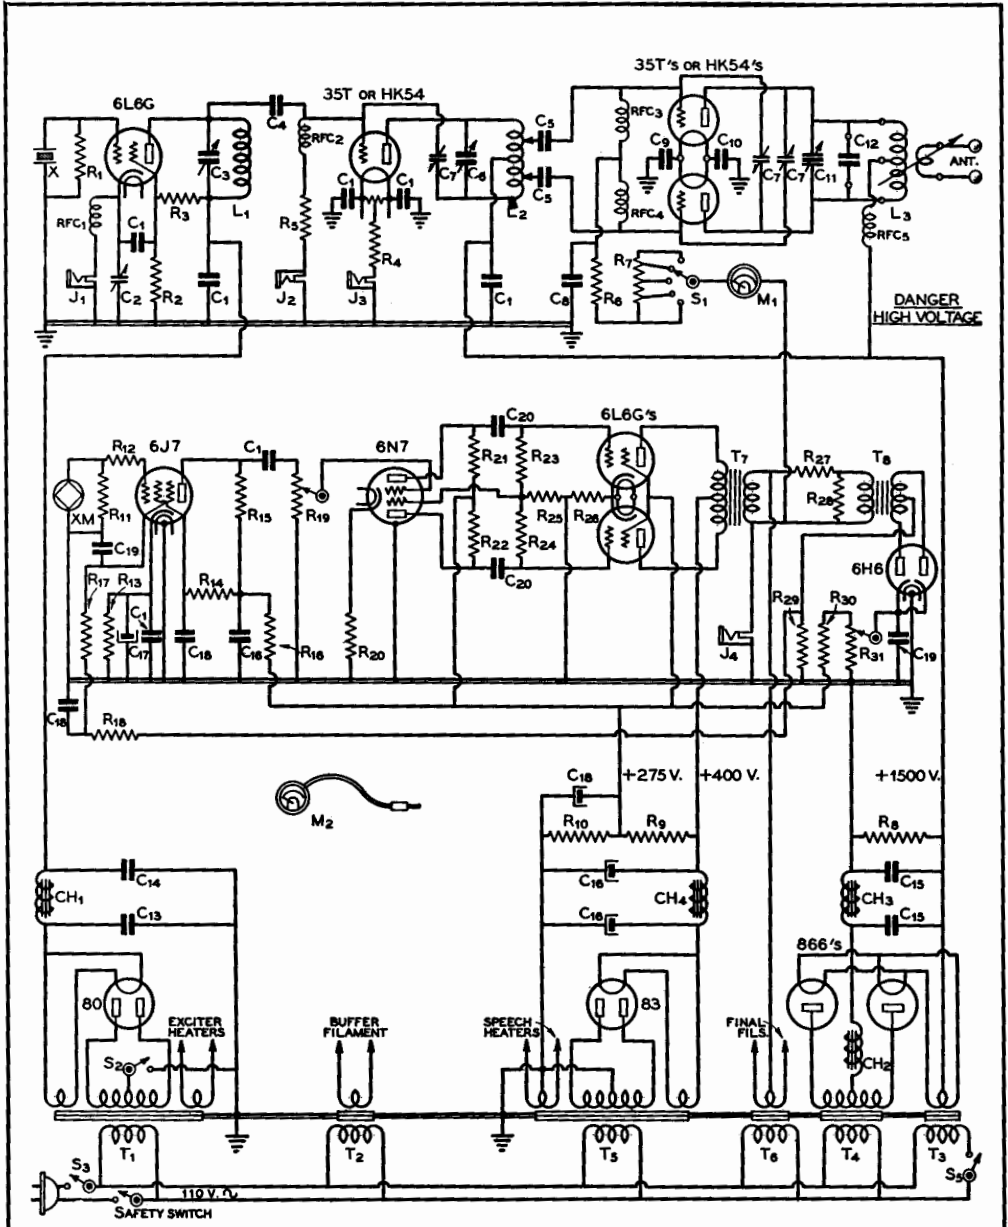 35T's OR HK54's
6L6G
35T OR HK54
C4
RFC2
RFC3
C5
C9
C10
C12
ANT.
X
R1
C3
L1
C1
C1
C7
C6
L2
C5
RFC4
C7
C7
C11
L3
RFC1
R3
C1
R5
R4
RFC5
J1
C2
R2
C1
J2
J3
C1
C8
R6
R7
S1
M1
DANGER
HIGH VOLTAGE
R12
6J7
C1
6N7
C20
6L6G's
T7
R27
T8
R21
R23
R28
XM
R11
R15
R19
R25
R26
C19
R22
R24
6H6
R17
R13
R14
C20
R29
R30
C1
C17
C18
C16
R16
R20
J4
R31
C19
C18
R18
C18
+275 V.
+400 V.
+1500 V.
M2
R10
R9
R8
C14
C16
CH4
CH3
C15
CH1
C13
C16
C15
866's
80
83
EXCITER
HEATERS
BUFFER
FILAMENT
SPEECH
HEATERS
FINAL
FILS.
S2
CH2
T1
T2
T5
T6
T4
T3
S3
S5
110 V. ∿
SAFETY SWITCH